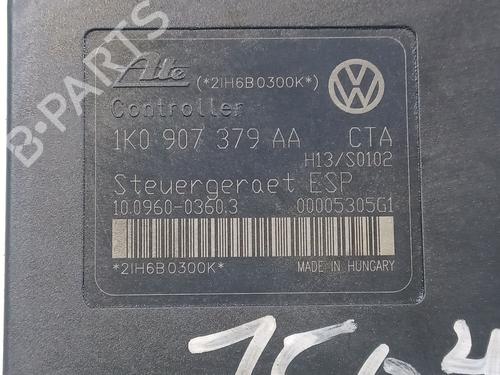 Ate (*2IH6B0300K*)
Controller
1K0 907 379 AA CTA
H13/S0102
Steuergeraet ESP
10.0960-0360.3 00005305G1
*2IH6B0300K*
MADE IN HUNGARY
B-PARTS